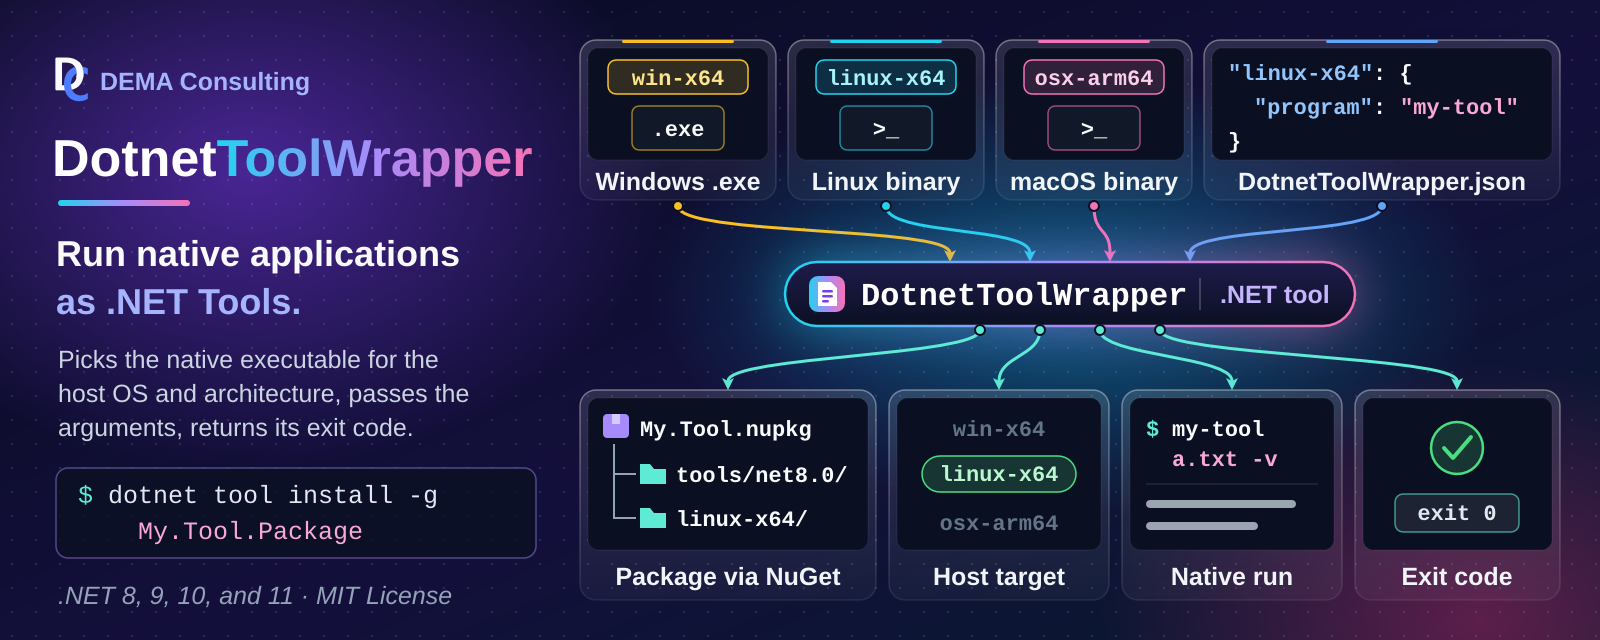 DC DEMA Consulting
DotnetToolWrapper
Run native applications
as .NET Tools.
Picks the native executable for the
host OS and architecture, passes the
arguments, returns its exit code.
$ dotnet tool install -g
My.Tool.Package
.NET 8, 9, 10, and 11 · MIT License
win-x64
.exe
Windows .exe
linux-x64
>_
Linux binary
osx-arm64
>_
macOS binary
"linux-x64": {
"program": "my-tool"
}
DotnetToolWrapper.json
DotnetToolWrapper | .NET tool
My.Tool.nupkg
tools/net8.0/
linux-x64/
Package via NuGet
win-x64
linux-x64
osx-arm64
Host target
$ my-tool
a.txt -v
Native run
exit 0
Exit code